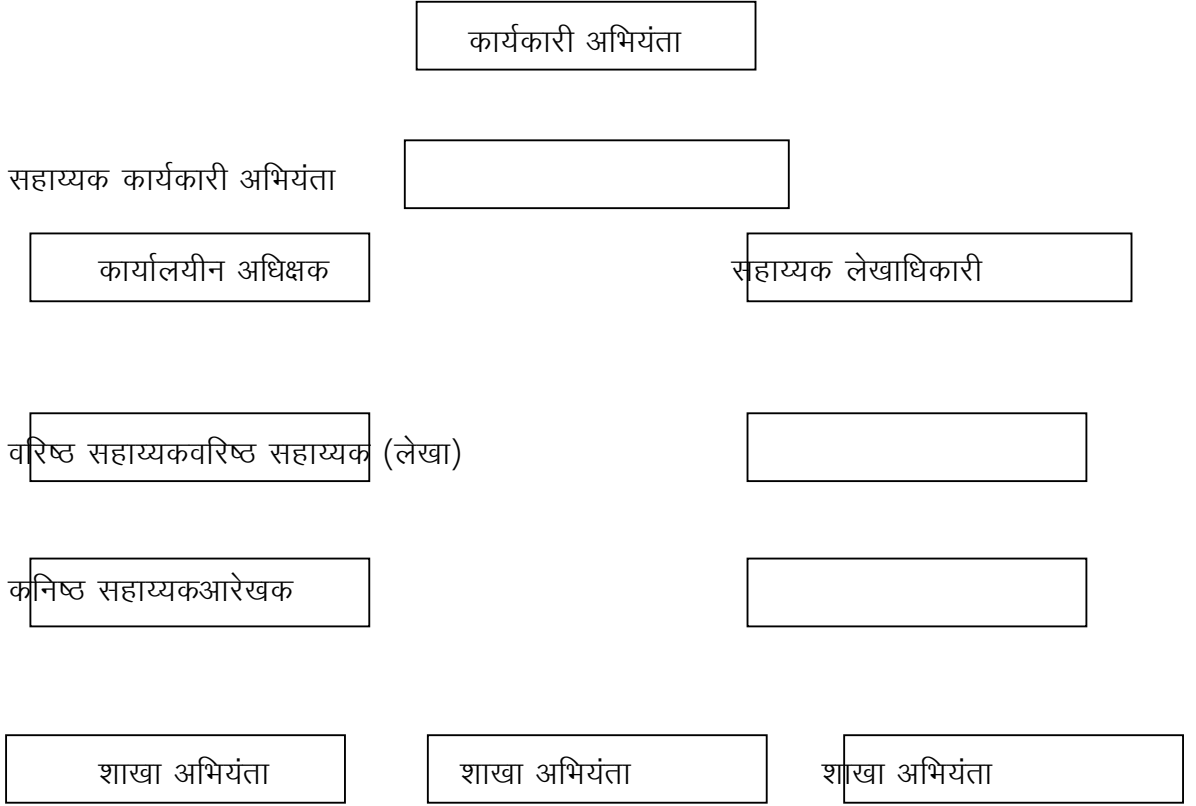 कार्यकारी अभियंता
सहाय्यक कार्यकारी अभियंता
कार्यालयीन अधिक्षक सहाय्यक लेखाधिकारी
वरिष्ठ सहाय्यकवरिष्ठ सहाय्यक (लेखा)
कनिष्ठ सहाय्यकआरेखक
शाखा अभियंता शाखा अभियंता शाखा अभियंता